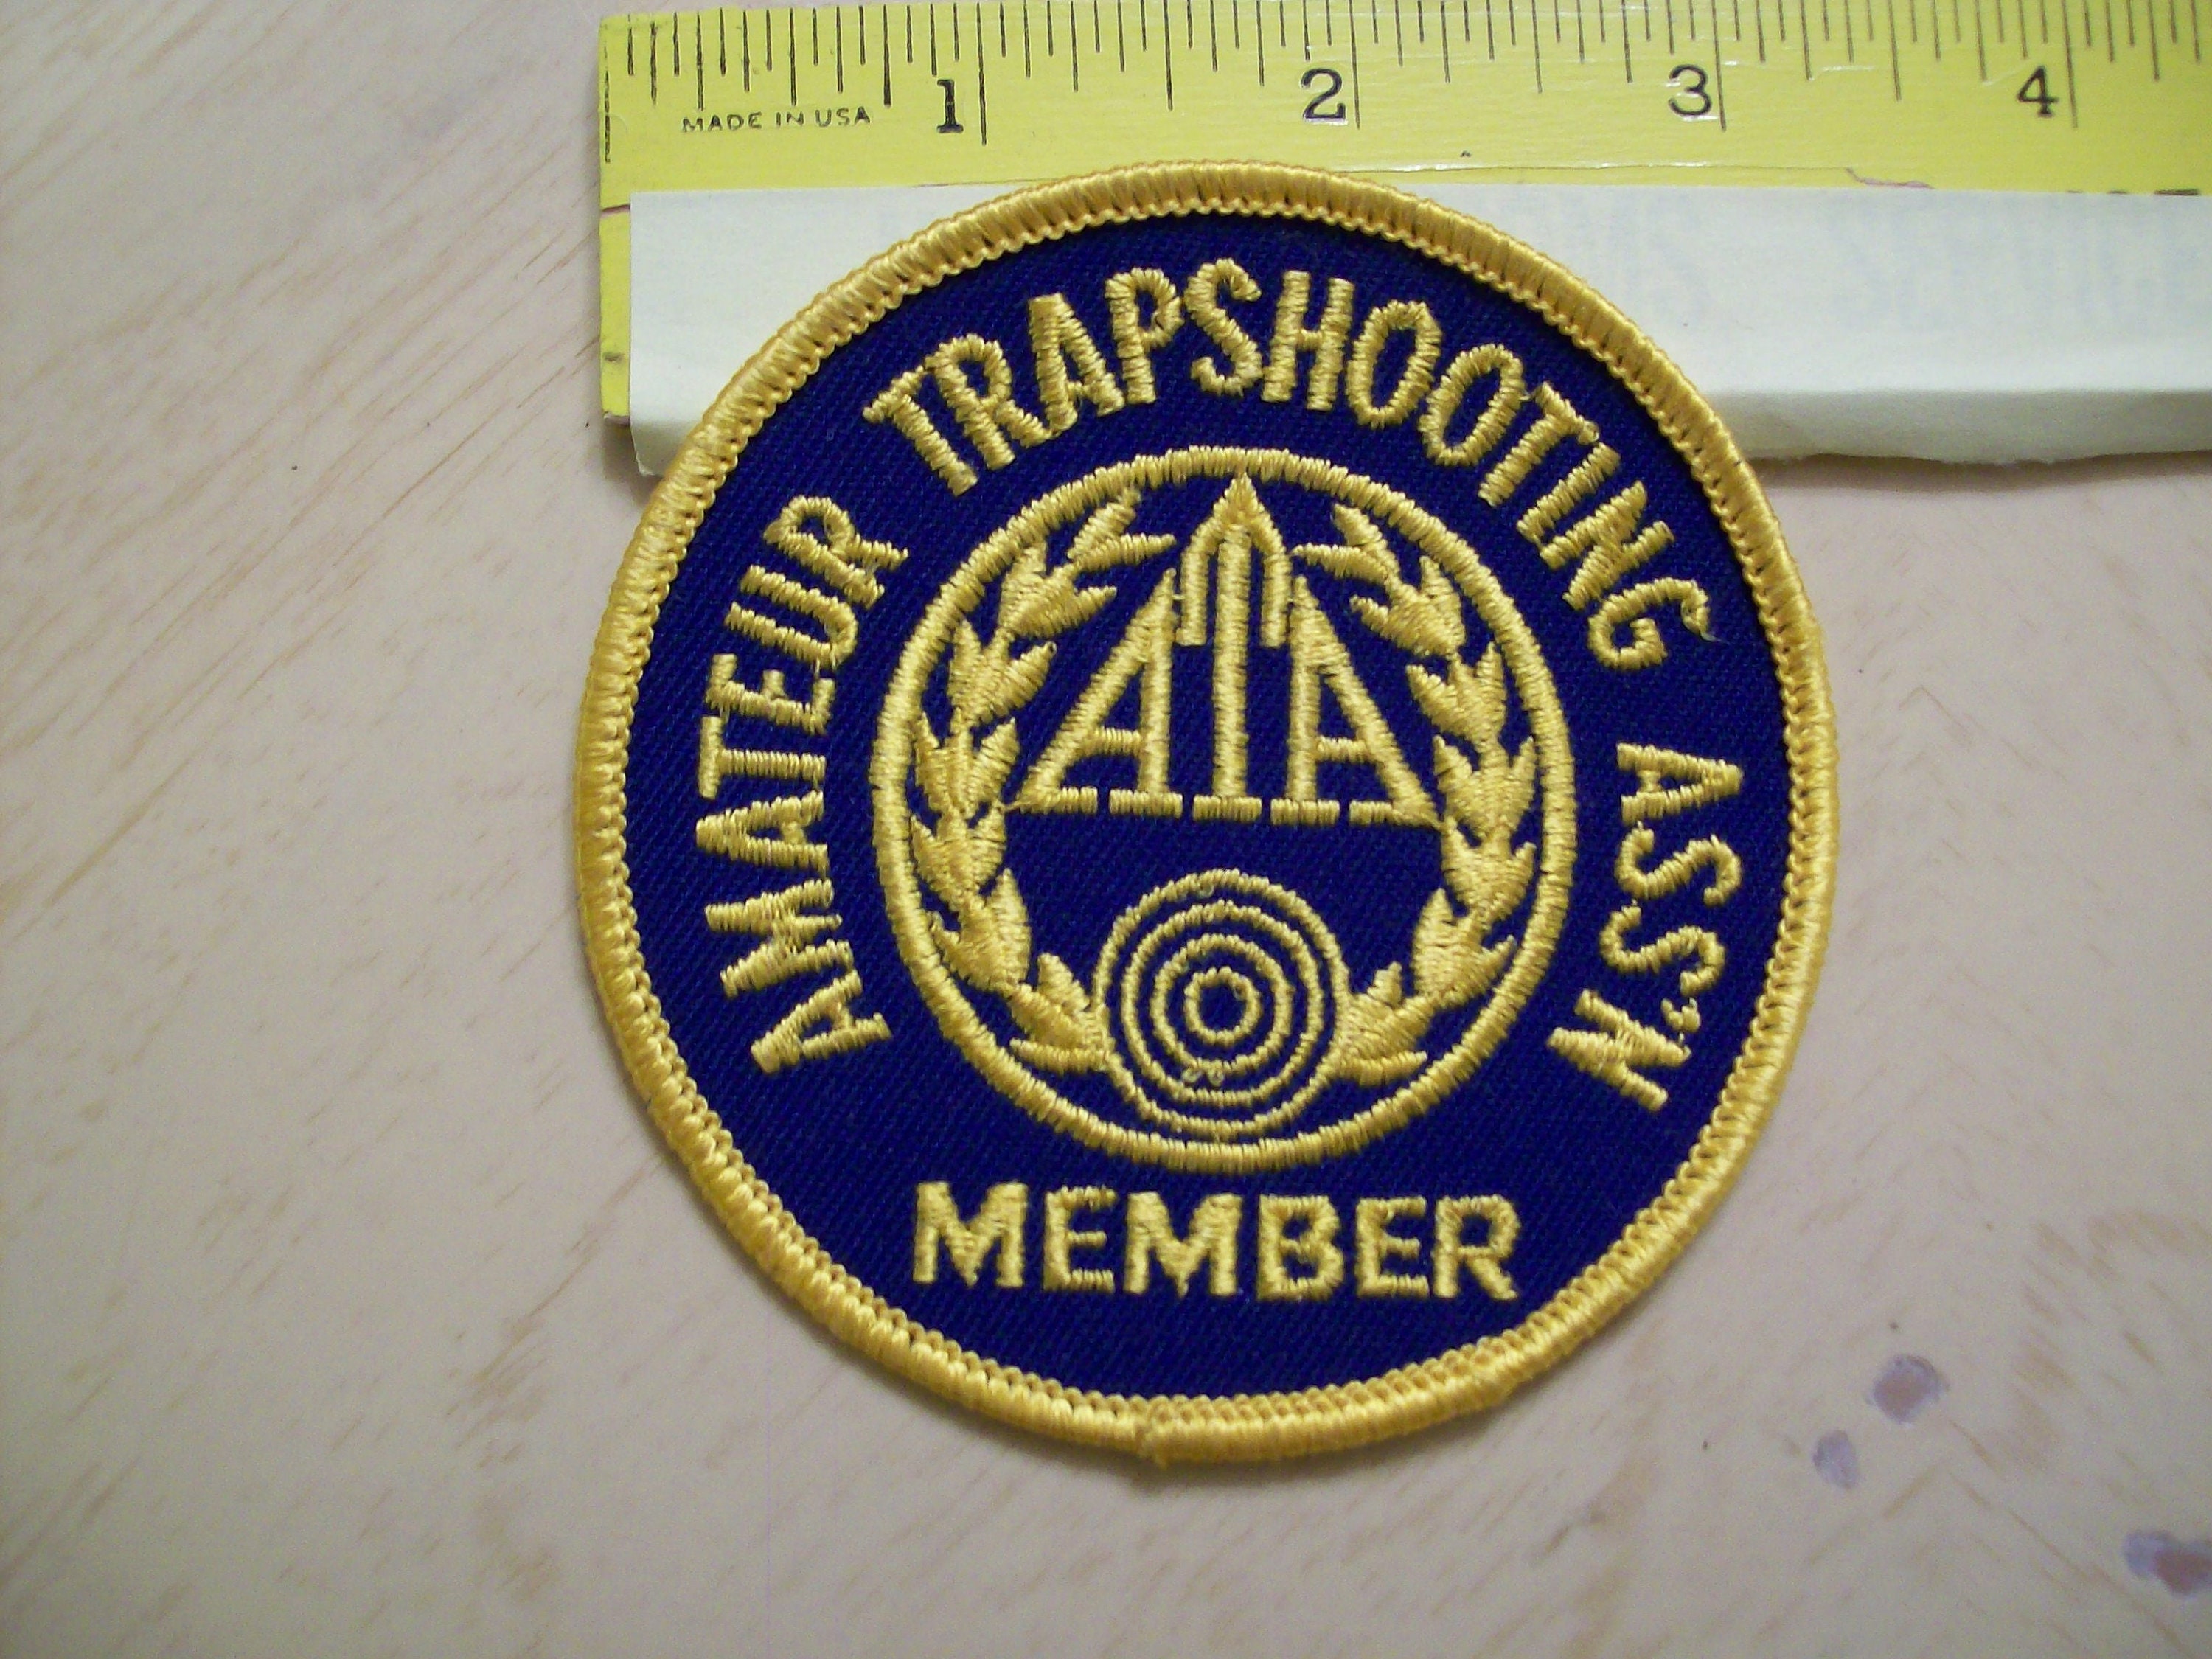 1 2 3 4
MADE IN USA
AMATEUR TRAPSHOOTING ASS'N
ATA
MEMBER